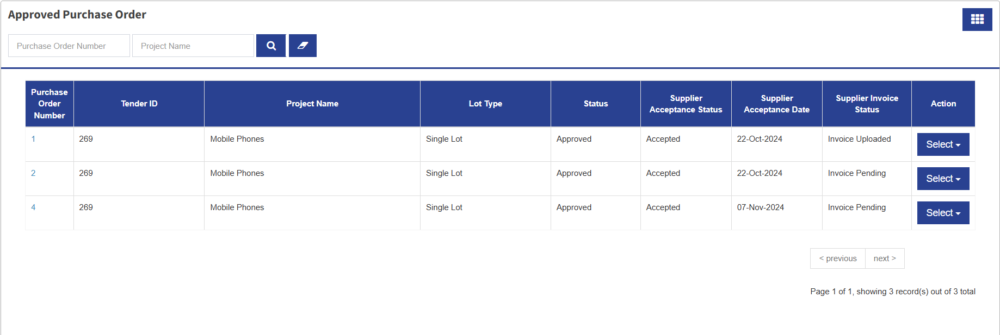 Approved Purchase Order
Purchase Order Number Project Name
Purchase Order Number Tender ID Project Name Lot Type Status Supplier Acceptance Status Supplier Acceptance Date Supplier Invoice Status Action
1 269 Mobile Phones Single Lot Approved Accepted 22-Oct-2024 Invoice Uploaded Select
2 269 Mobile Phones Single Lot Approved Accepted 22-Oct-2024 Invoice Pending Select
4 269 Mobile Phones Single Lot Approved Accepted 07-Nov-2024 Invoice Pending Select
< previous next >
Page 1 of 1, showing 3 record(s) out of 3 total